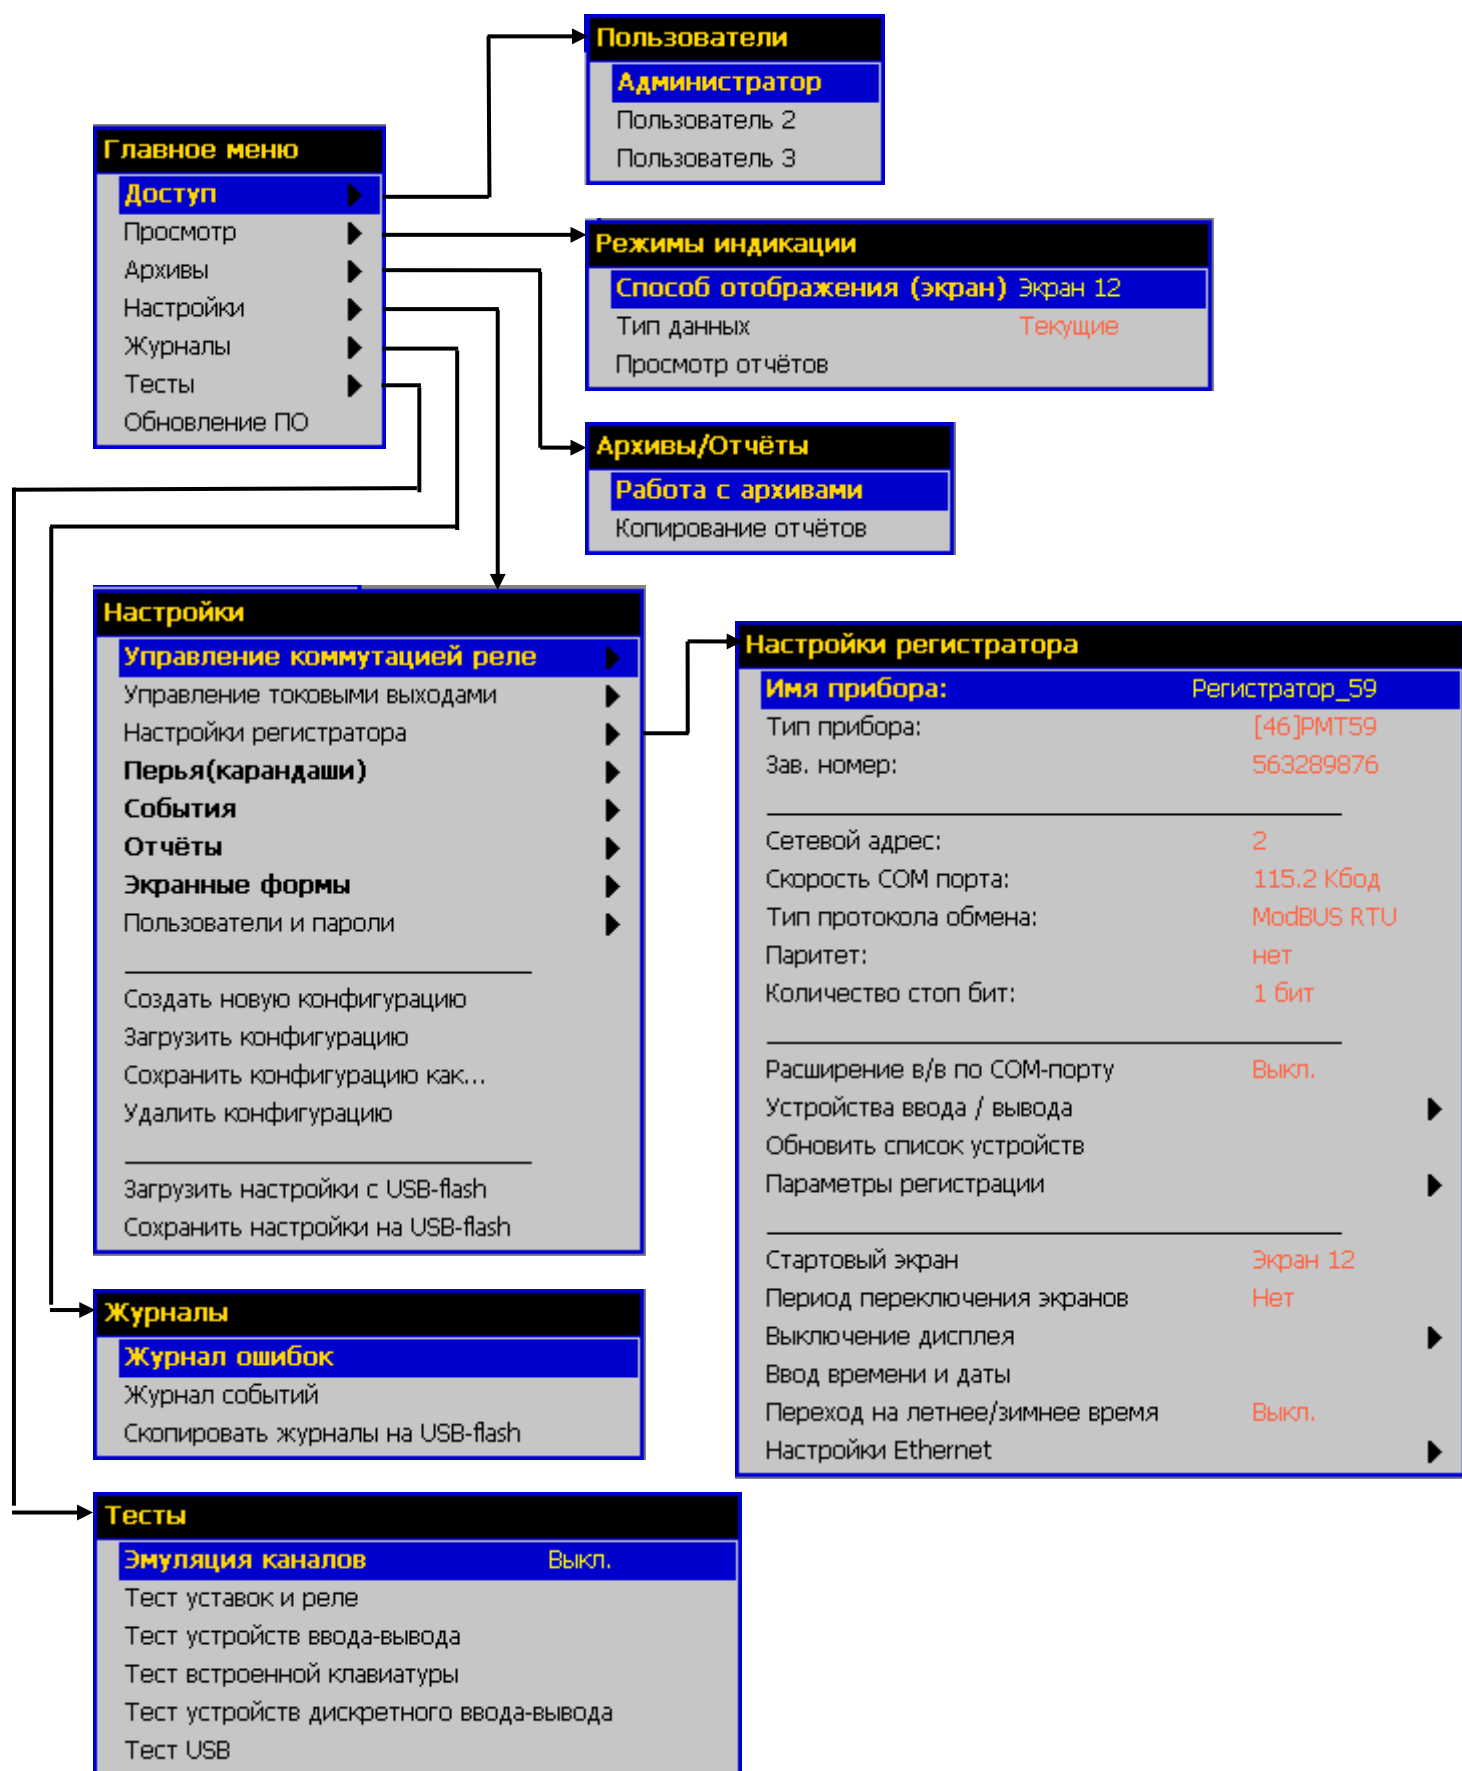 Пользователи
Администратор
Пользователь 2
Пользователь 3
Главное меню
Доступ
Просмотр
Архивы
Настройки
Журналы
Тесты
Обновление ПО
Режимы индикации
Способ отображения (экран) Экран 12
Тип данных Текущие
Просмотр отчётов
Архивы/Отчёты
Работа с архивами
Копирование отчётов
Настройки
Управление коммутацией реле
Управление токовыми выходами
Настройки регистратора
Перья(карандаши)
События
Отчёты
Экранные формы
Пользователи и пароли
Создать новую конфигурацию
Загрузить конфигурацию
Сохранить конфигурацию как...
Удалить конфигурацию
Загрузить настройки с USB-flash
Сохранить настройки на USB-flash
Настройки регистратора
Имя прибора: Регистратор_59
Тип прибора: [46]РМТ59
Зав. номер: 563289876
Сетевой адрес: 2
Скорость COM порта: 115.2 Кбод
Тип протокола обмена: ModBUS RTU
Паритет: нет
Количество стоп бит: 1 бит
Расширение в/в по COM-порту Выкл.
Устройства ввода / вывода
Обновить список устройств
Параметры регистрации
Стартовый экран Экран 12
Период переключения экранов Нет
Выключение дисплея
Ввод времени и даты
Переход на летнее/зимнее время Выкл.
Настройки Ethernet
Журналы
Журнал ошибок
Журнал событий
Скопировать журналы на USB-flash
Тесты
Эмуляция каналов Выкл.
Тест уставок и реле
Тест устройств ввода-вывода
Тест встроенной клавиатуры
Тест устройств дискретного ввода-вывода
Тест USB